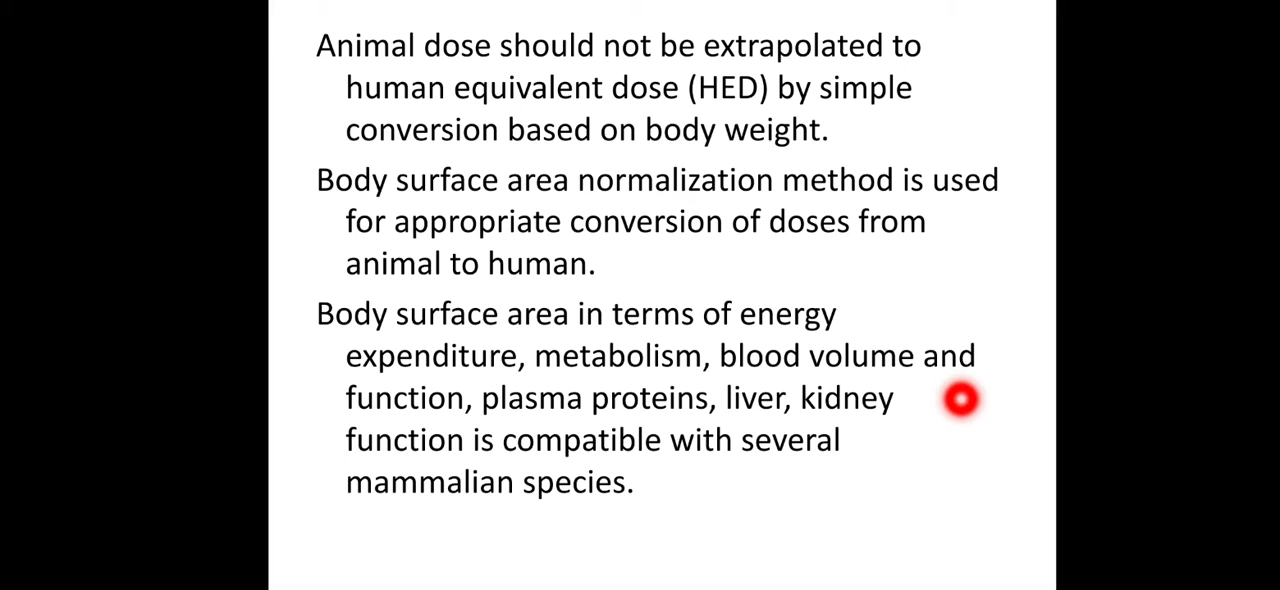 Animal dose should not be extrapolated to
human equivalent dose (HED) by simple
conversion based on body weight.
Body surface area normalization method is used
for appropriate conversion of doses from
animal to human.
Body surface area in terms of energy
expenditure, metabolism, blood volume and
function, plasma proteins, liver, kidney
function is compatible with several
mammalian species.